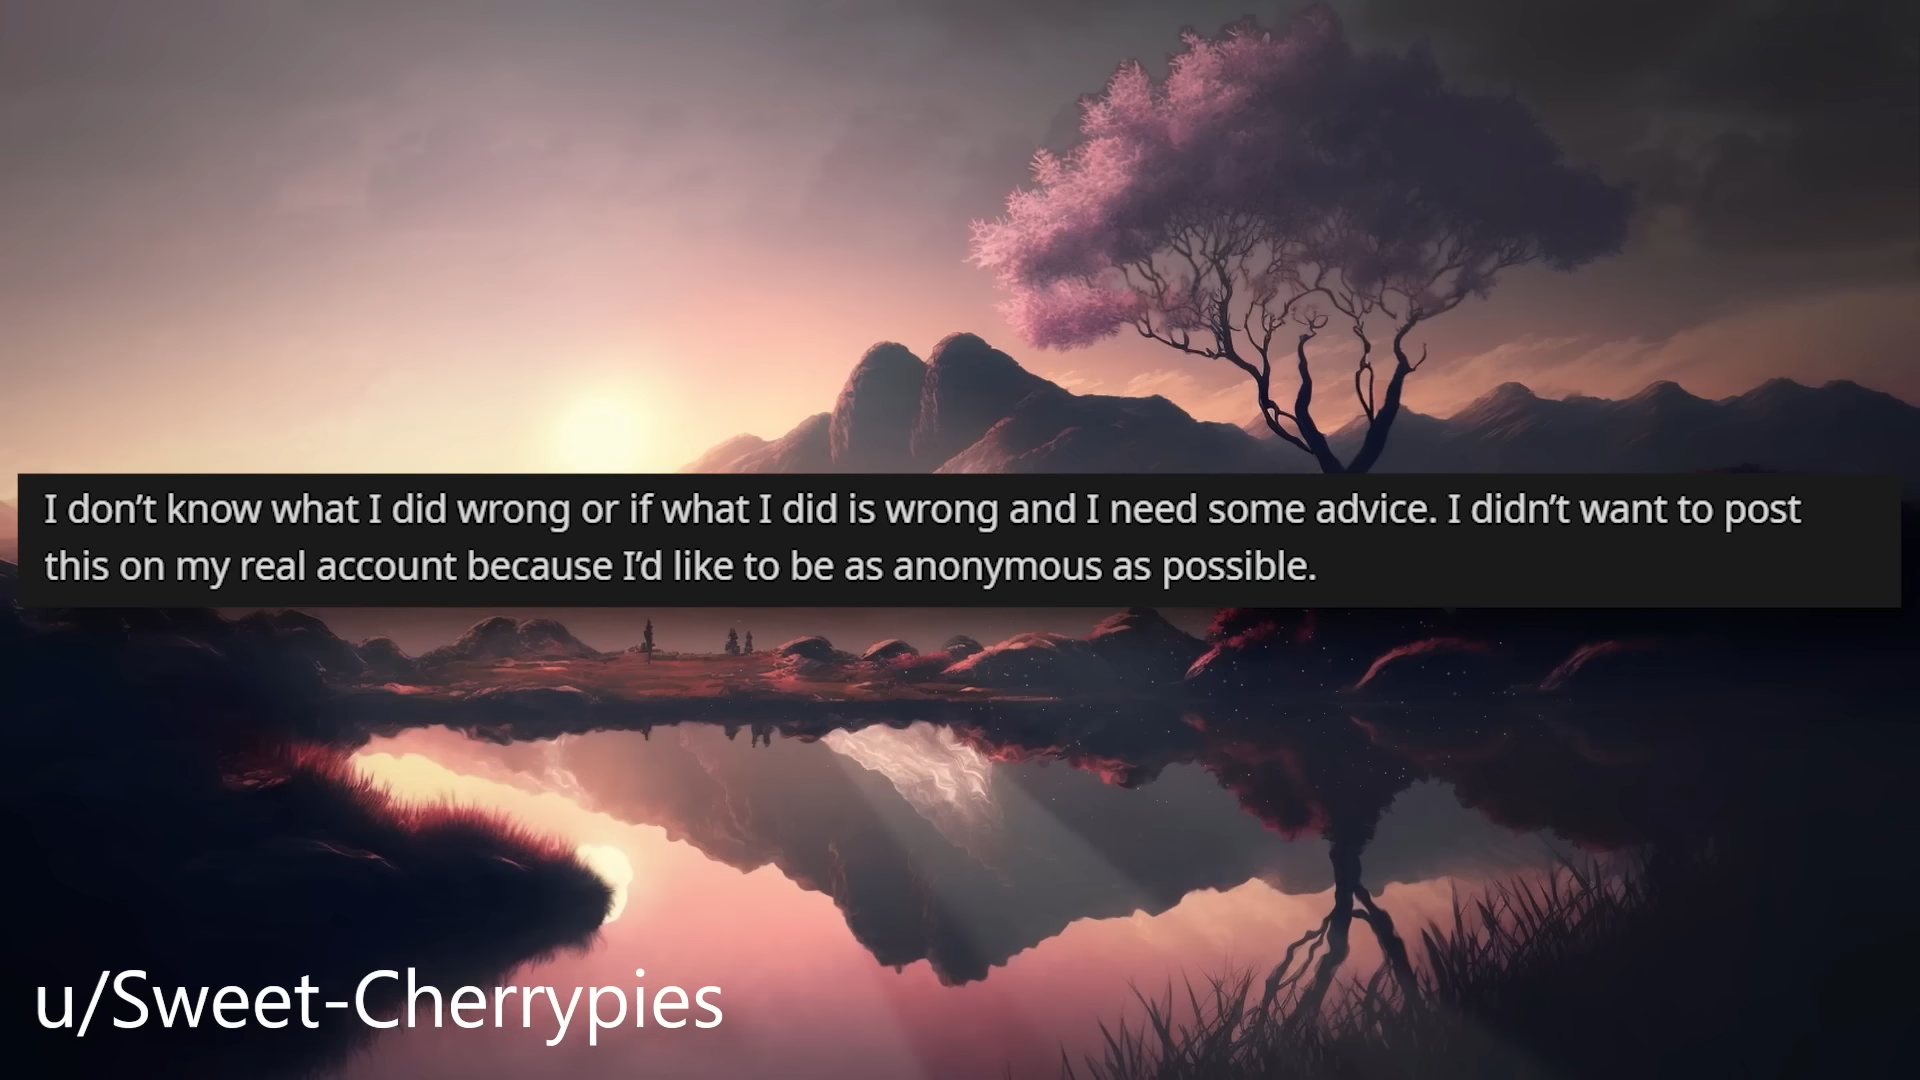 I don’t know what I did wrong or if what I did is wrong and I need some advice. I didn’t want to post
this on my real account because I’d like to be as anonymous as possible.
u/Sweet-Cherrypies